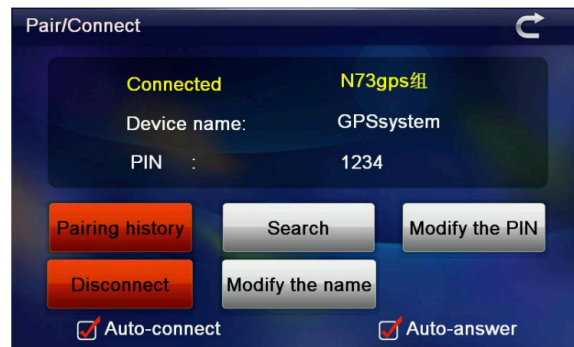 Pair/Connect
Connected N73gps组
Device name: GPSsystem
PIN : 1234
Pairing history Search Modify the PIN
Disconnect Modify the name
Auto-connect Auto-answer